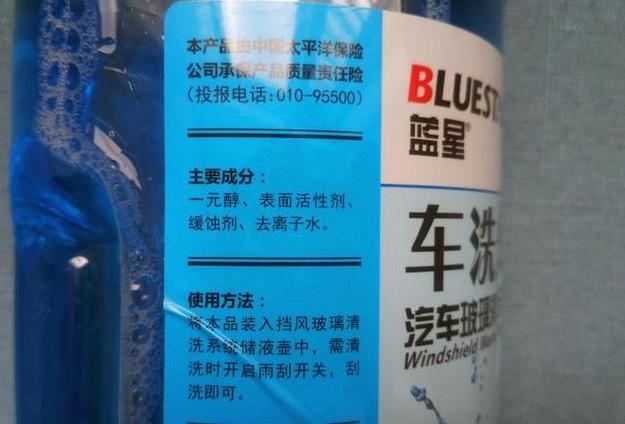 本产品由中国太平洋保险
公司承保产品质量责任险
（投报电话:010-95500）
主要成分：
一元醇、表面活性剂、
缓蚀剂、去离子水。
使用方法：
将本品装入挡风玻璃清
洗系统储液壶中，需清
洗时开启雨刮开关，刮
洗即可。
BLUEST
蓝星®
车洗
汽车玻璃清
Windshield